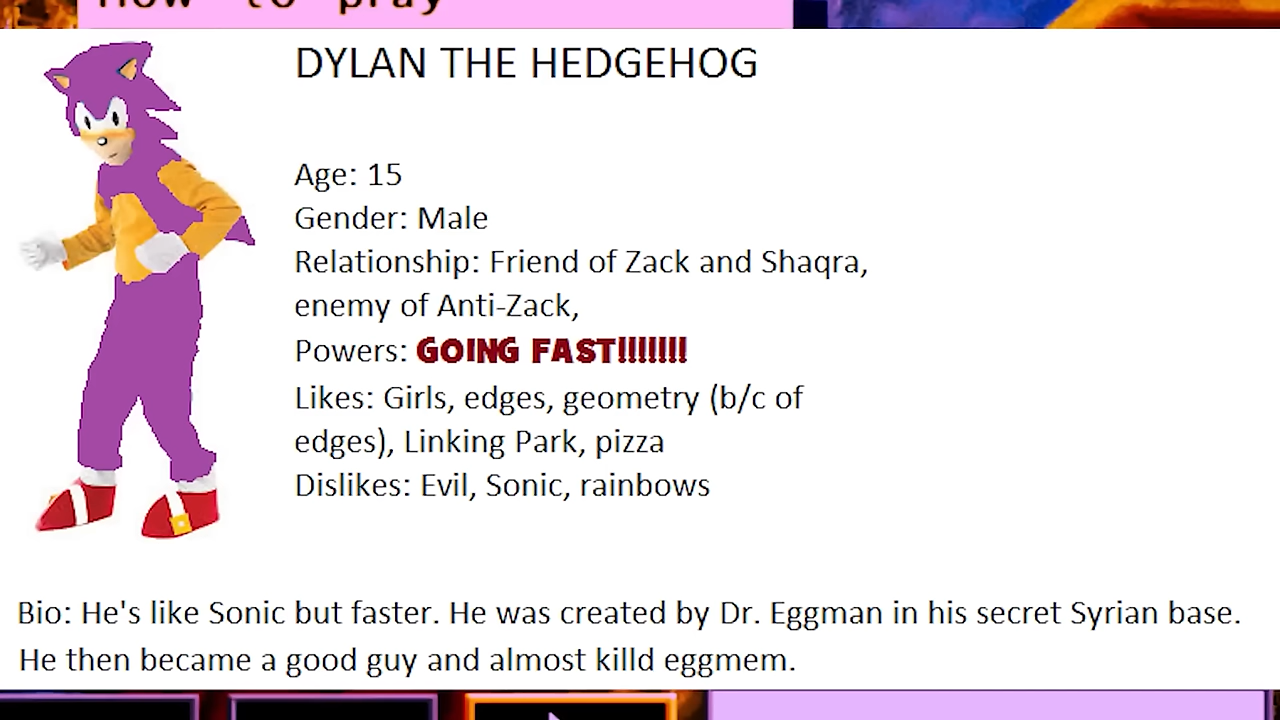 How to pray
DYLAN THE HEDGEHOG
Age: 15
Gender: Male
Relationship: Friend of Zack and Shaqra,
enemy of Anti-Zack,
Powers: GOING FAST!!!!!!!
Likes: Girls, edges, geometry (b/c of
edges), Linking Park, pizza
Dislikes: Evil, Sonic, rainbows
Bio: He's like Sonic but faster. He was created by Dr. Eggman in his secret Syrian base.
He then became a good guy and almost killd eggmem.